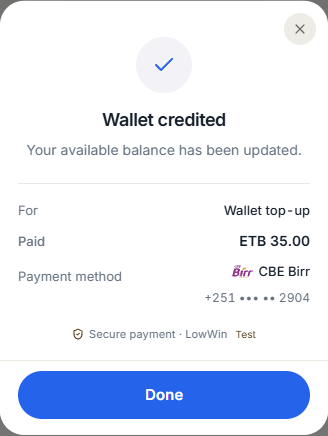 Wallet credited
Your available balance has been updated.
For Wallet top-up
Paid ETB 35.00
Payment method CBE Birr CBE Birr
+251 ••• •• 2904
Secure payment · LowWin Test
Done